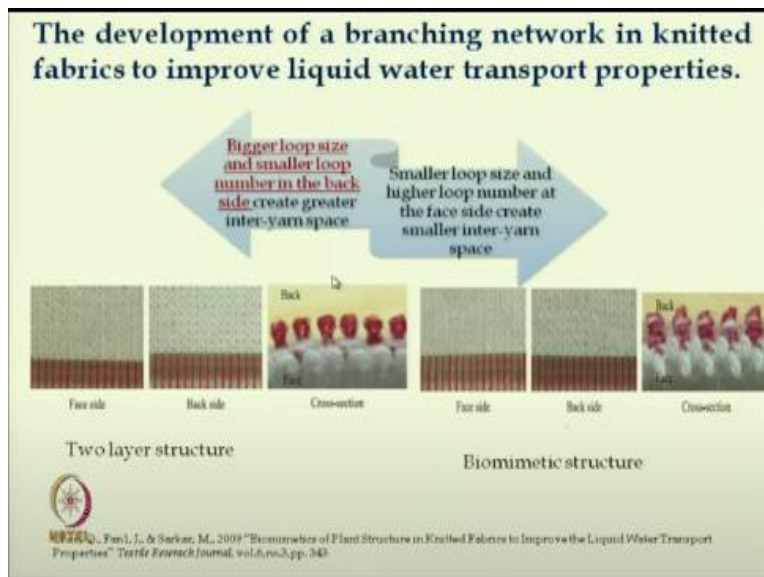 The development of a branching network in knitted
fabrics to improve liquid water transport properties.
Bigger loop size
and smaller loop
number in the back
side create greater
inter-yarn space
Smaller loop size and
higher loop number at
the face side create
smaller inter-yarn
space
Back
Face
Face side
Back side
Cross-section
Back
Face side
Back side
Cross-section
Two layer structure
Biomimetic structure
J., & Sarkar, M., 2009 "Biomimetics of Plant Structure in Knitted Fabrics to Improve the Liquid Water Transport
Properties" Textile Research Journal, vol.6,no.3,pp. 343